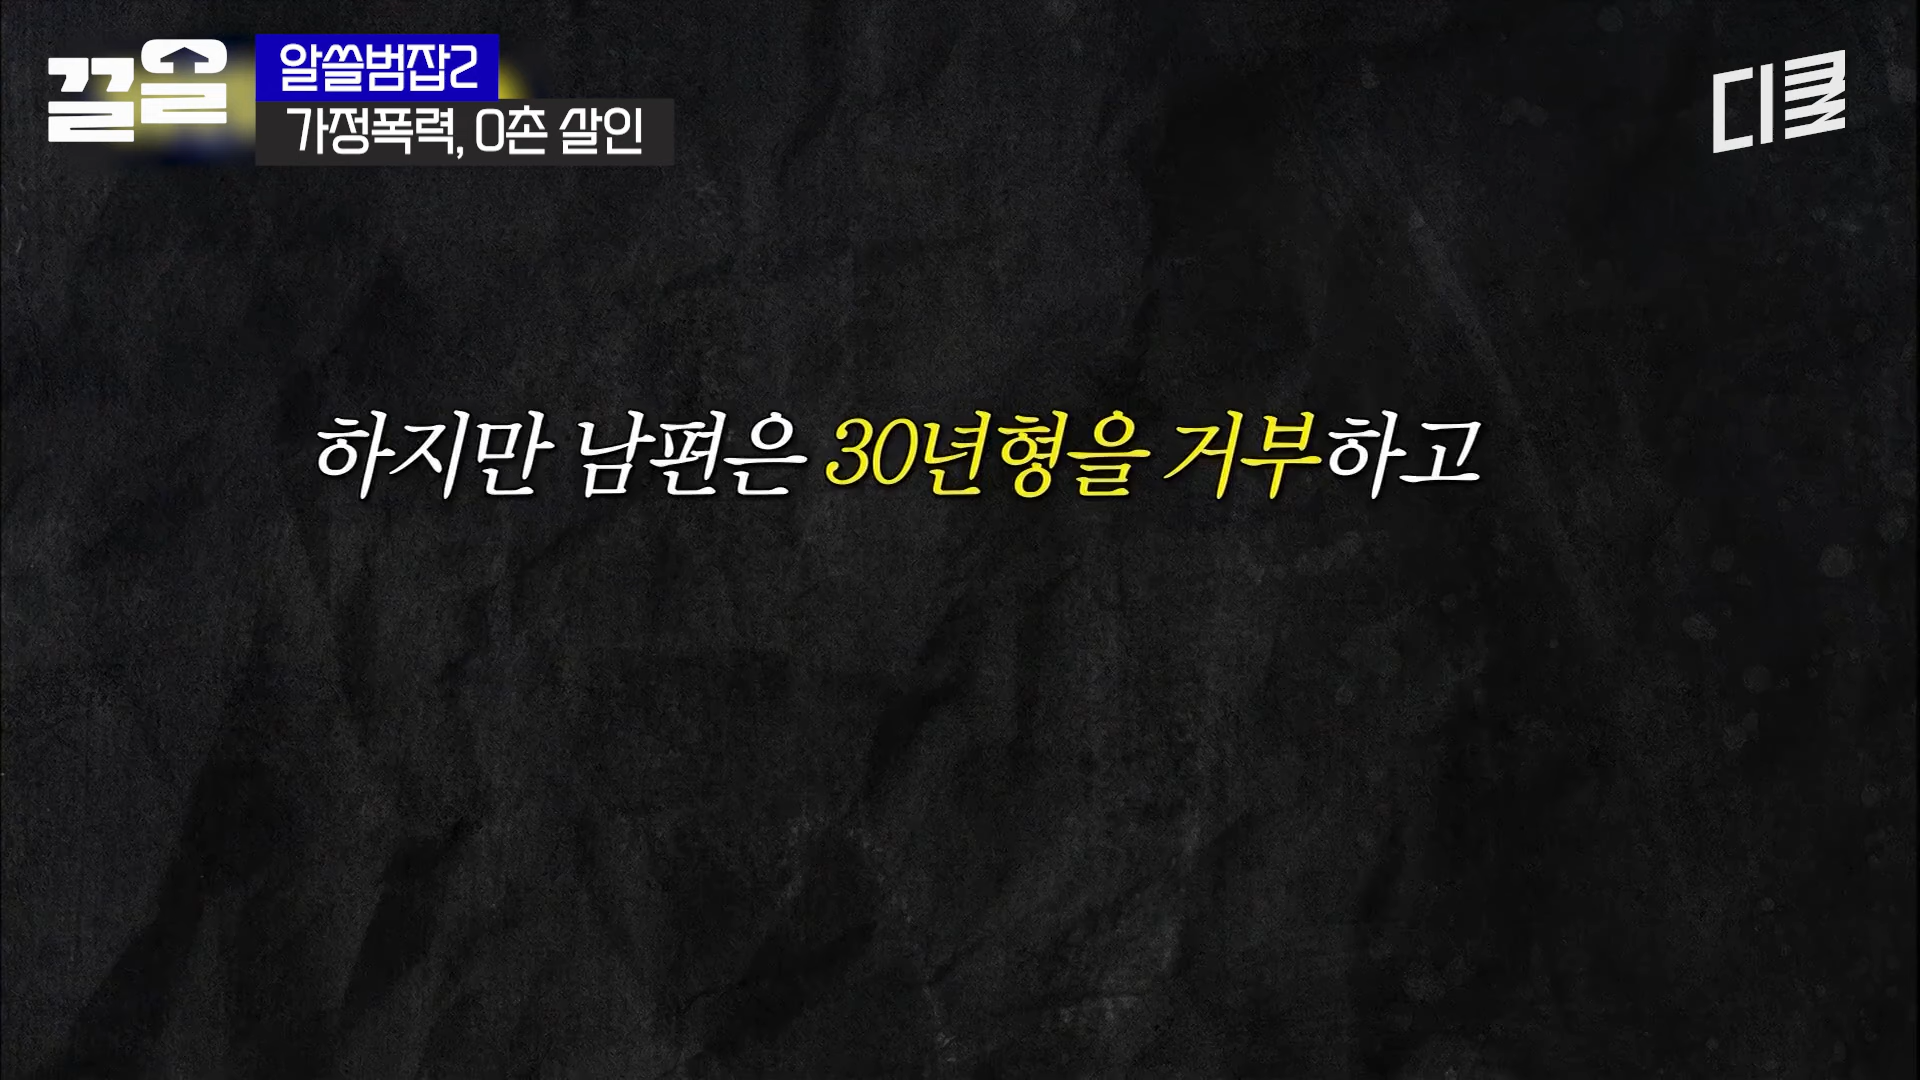 끌올
알쓸범잡2
가정폭력, 0촌 살인
디클
하지만 남편은 30년형을 거부하고